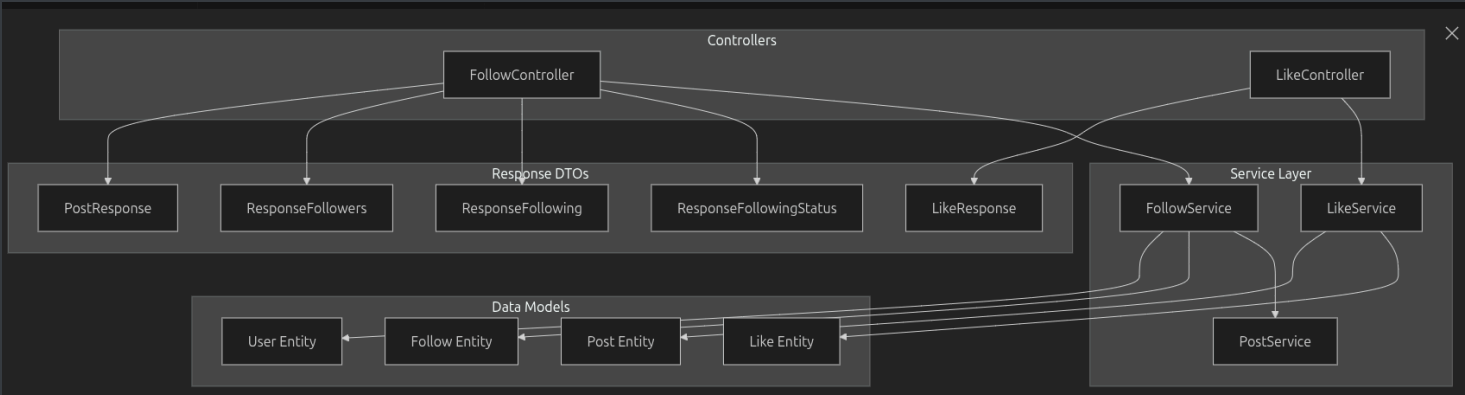 Controllers
FollowController
LikeController
Response DTOs
Service Layer
PostResponse
ResponseFollowers
ResponseFollowing
ResponseFollowingStatus
LikeResponse
FollowService
LikeService
Data Models
User Entity
Follow Entity
Post Entity
Like Entity
PostService